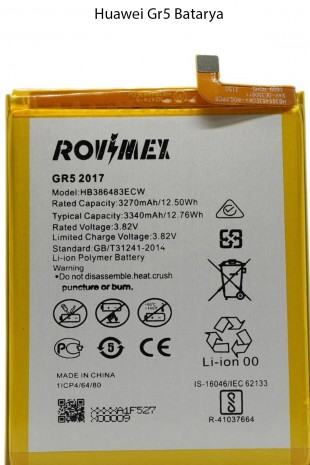 Huawei Gr5 Batarya
ROVIMEX
GR5 2017
MODEL:HB386483ECW
Rated Capacity: 3270mAh/12.50Wh
Typical Capacity: 3340mAh/12.76Wh
Rated Voltage: 3.82V
Limited Charge Voltage: 3.82V
Standard: GB/T31241-2014
Li-ion Polymer Battery
Warning
•Do not disassemble.heat.crush
puncture or burn.
PG
5
CE
Li-ion 00
MADE IN CHINA
1ICP4/64/80
IS-16046/IEC 62133
R-41037664